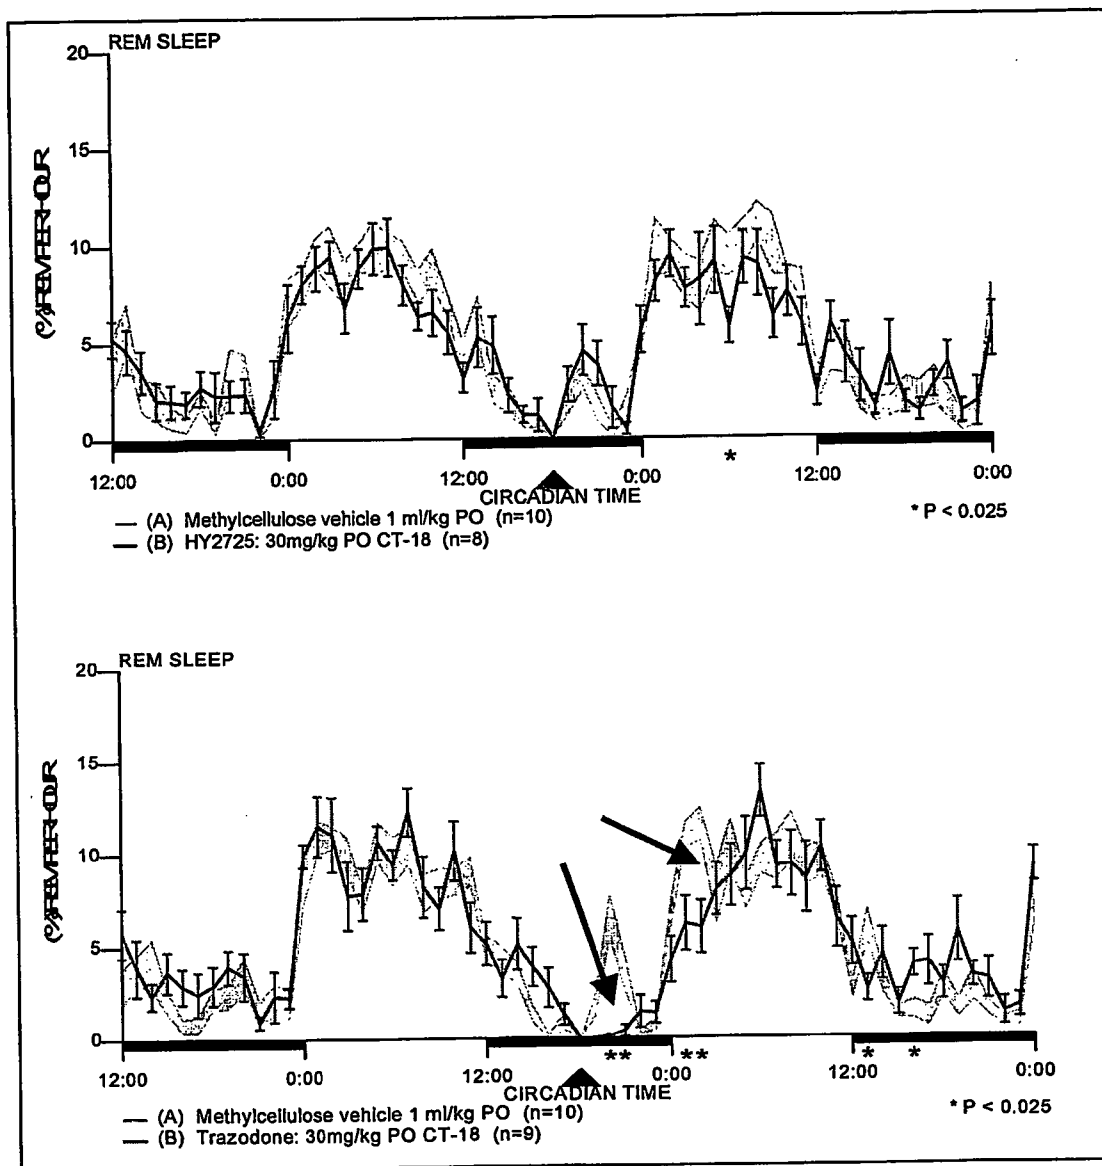 REM SLEEP
20
15
10
5
0
12:00 0:00 12:00 0:00 12:00 0:00
*
CIRCADIAN TIME
— (A) Methylcellulose vehicle 1 ml/kg PO (n=10)
— (B) HY2725: 30mg/kg PO CT-18 (n=8)
* P < 0.025
REM SLEEP
20
15
10
5
0
** ** * *
12:00 0:00 12:00 0:00 12:00 0:00
CIRCADIAN TIME
— (A) Methylcellulose vehicle 1 ml/kg PO (n=10)
— (B) Trazodone: 30mg/kg PO CT-18 (n=9)
* P < 0.025